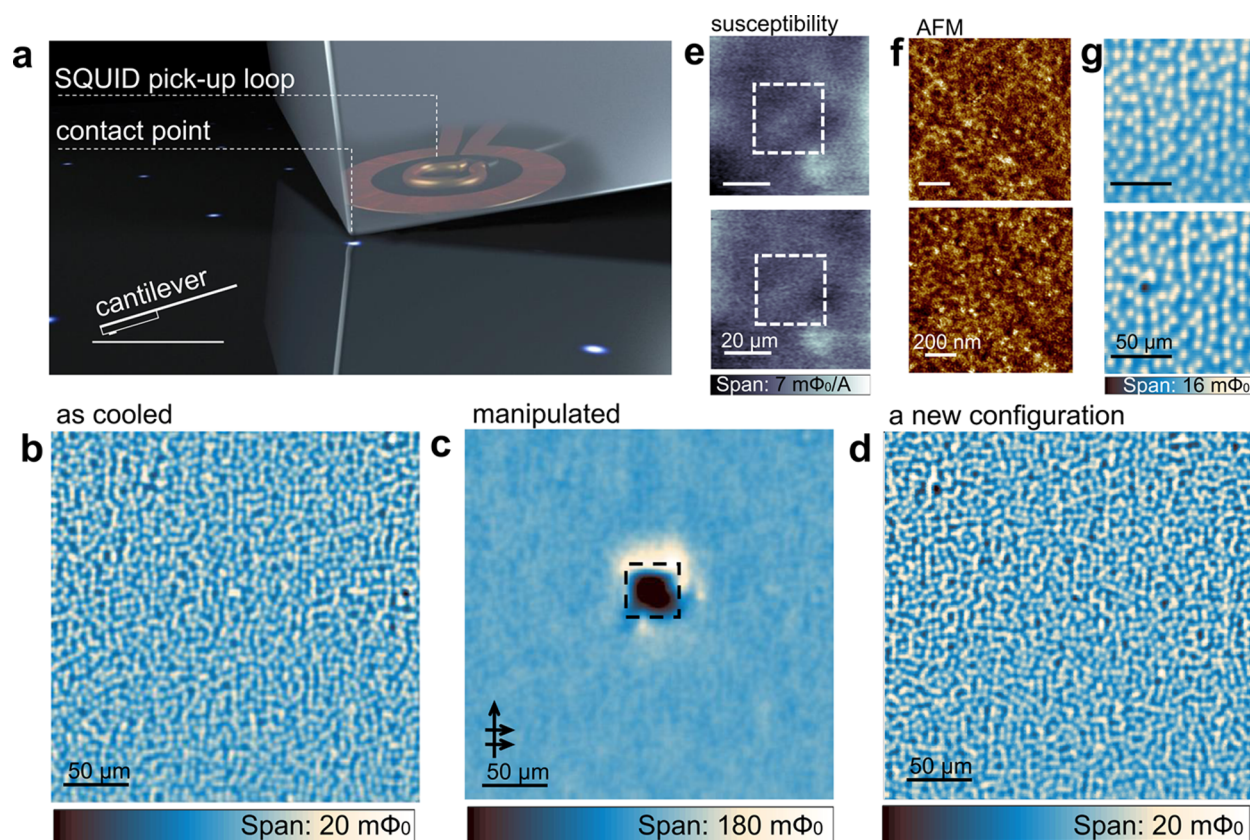 a
SQUID pick-up loop
contact point
cantilever
susceptibility
e
20 µm
Span: 7 mΦ₀/A
AFM
f
200 nm
g
50 µm
Span: 16 mΦ₀
as cooled
b
50 µm
Span: 20 mΦ₀
manipulated
c
50 µm
Span: 180 mΦ₀
a new configuration
d
50 µm
Span: 20 mΦ₀